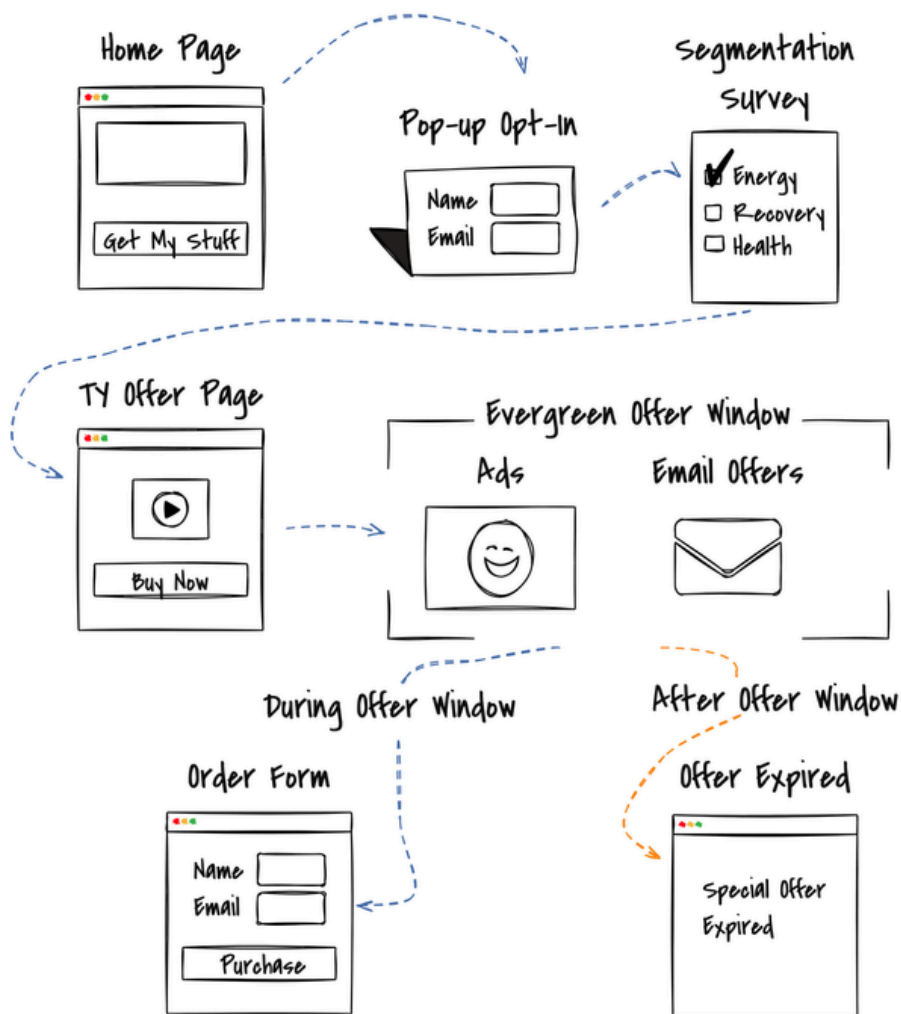 Home Page
Get My Stuff
Pop-up Opt-In
Name
Email
Segmentation
Survey
Energy
Recovery
Health
TY Offer Page
Buy Now
Evergreen Offer Window
Ads
Email Offers
During Offer Window
After Offer Window
Order Form
Name
Email
Purchase
Offer Expired
Special Offer
Expired